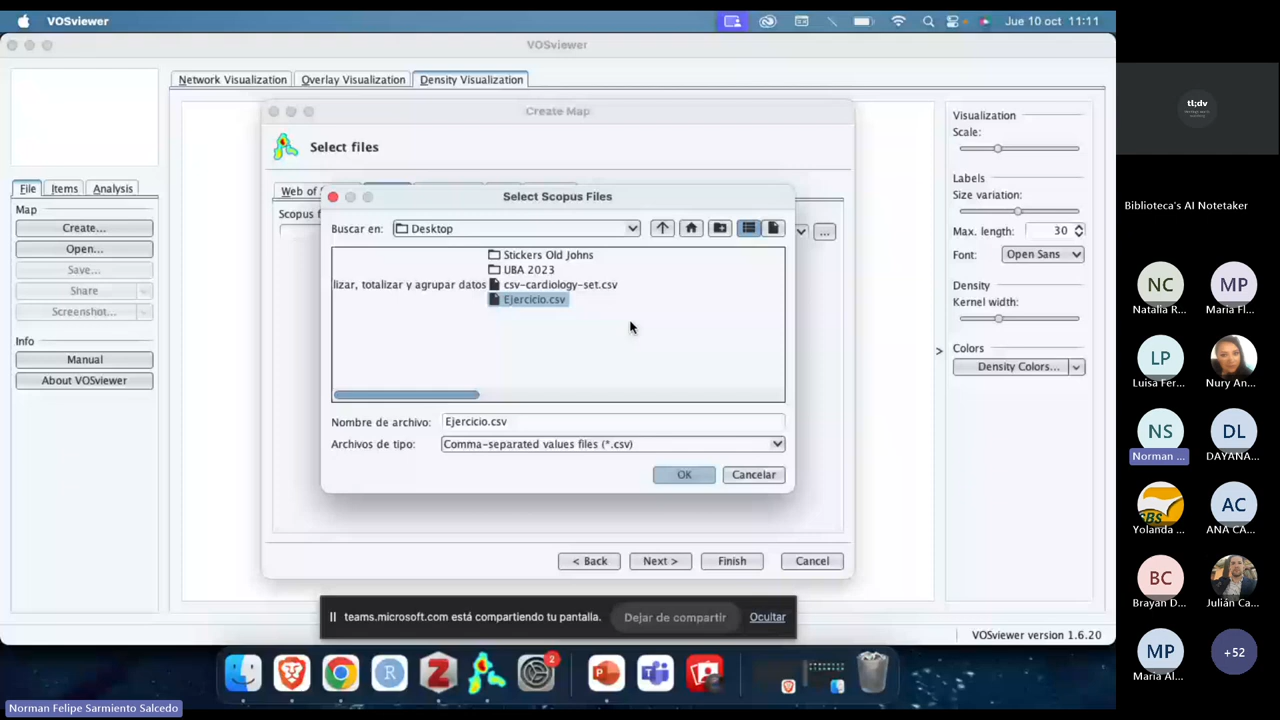 VOSviewer
Jue 10 oct 11:11
VOSviewer
Network Visualization
Overlay Visualization
Density Visualization
Create Map
Select files
Web of
Scopus f
Select Scopus Files
Buscar en:
Desktop
Stickers Old Johns
UBA 2023
lizar, totalizar y agrupar datos
csv-cardiology-set.csv
Ejercicio.csv
Nombre de archivo:
Ejercicio.csv
Archivos de tipo:
Comma-separated values files (*.csv)
OK
Cancelar
...
< Back
Next >
Finish
Cancel
File
Items
Analysis
Map
Create...
Open...
Save...
Share
Screenshot...
Info
Manual
About VOSviewer
Visualization
Scale:
Labels
Size variation:
Max. length:
30
Font:
Open Sans
Density
Kernel width:
>
Colors
Density Colors...
teams.microsoft.com está compartiendo tu pantalla.
Dejar de compartir
Ocultar
VOSviewer version 1.6.20
2
Norman Felipe Sarmiento Salcedo
tl;dv
Biblioteca's AI Notetaker
NC
MP
Natalia R...
Maria Fl...
LP
Luisa Fer...
Nury An...
NS
DL
Norman ...
DAYANA...
SBS
AC
Yolanda ...
ANA CA...
BC
Brayan D...
Julián Ca...
MP
+52
Maria Al...